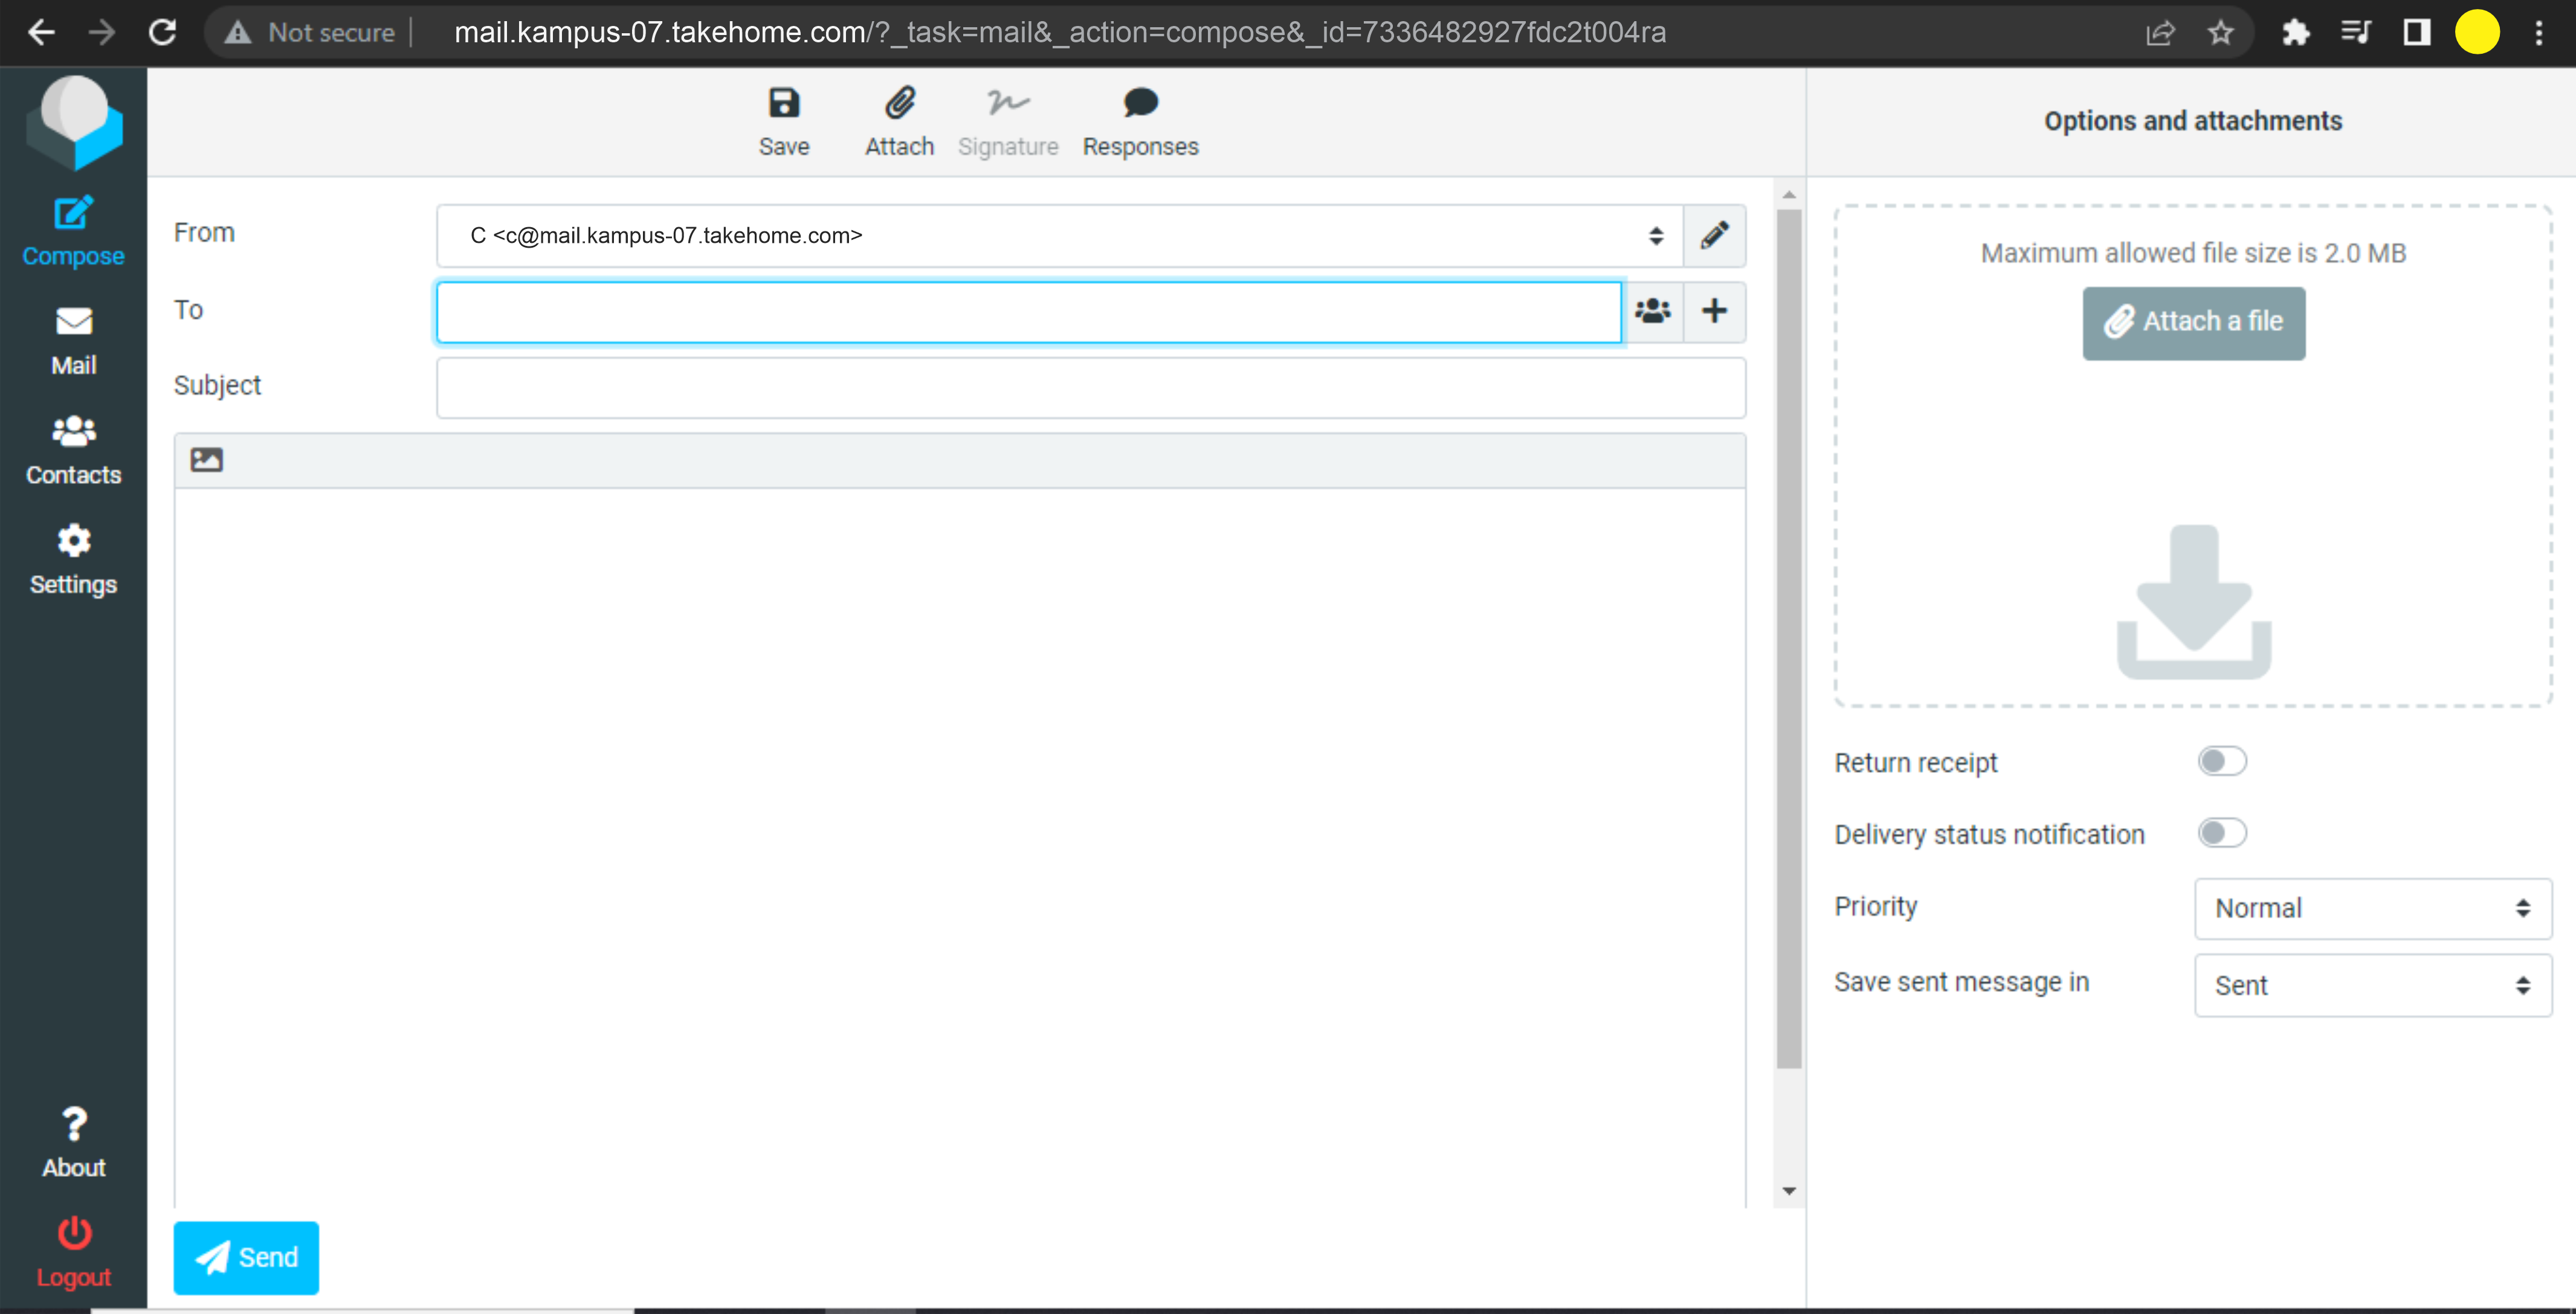 Not secure
mail.kampus-07.takehome.com/?_task=mail&_action=compose&_id=7336482927fdc2t004ra
Compose
Mail
Contacts
Settings
About
Logout
Save
Attach
Signature
Responses
From
C <c@mail.kampus-07.takehome.com>
To
Subject
Send
Options and attachments
Maximum allowed file size is 2.0 MB
Attach a file
Return receipt
Delivery status notification
Priority
Normal
Save sent message in
Sent